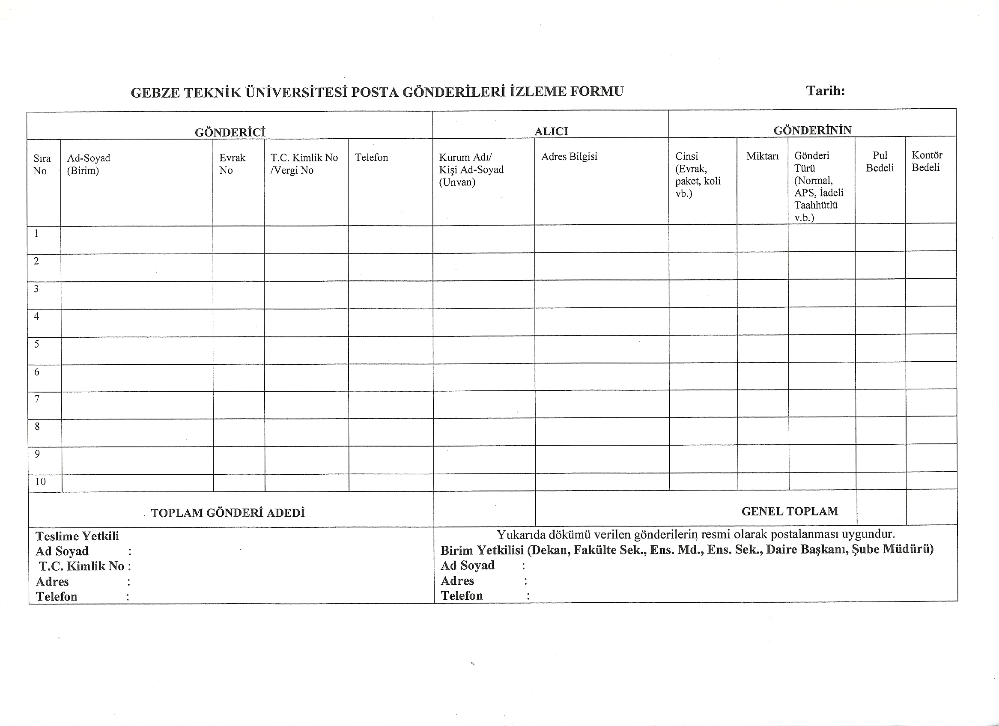 GEBZE TEKNİK ÜNİVERSİTESİ POSTA GÖNDERİLERİ İZLEME FORMU
Tarih:
GÖNDERİCİ
ALICI
GÖNDERİNİN
Sıra
No
Ad-Soyad
(Birim)
Evrak
No
T.C. Kimlik No
/Vergi No
Telefon
Kurum Adı/
Kişi Ad-Soyad
(Unvan)
Adres Bilgisi
Cinsi
(Evrak,
paket, koli
vb.)
Miktarı
Gönderi
Türü
(Normal,
APS, İadeli
Taahhütlü
v.b.)
Pul
Bedeli
Kontör
Bedeli
1
2
3
4
5
6
7
8
9
10
TOPLAM GÖNDERİ ADEDİ
GENEL TOPLAM
Teslime Yetkili
Ad Soyad :
T.C. Kimlik No :
Adres :
Telefon :
Yukarıda dökümü verilen gönderilerin resmi olarak postalanması uygundur.
Birim Yetkilisi (Dekan, Fakülte Sek., Ens. Md., Ens. Sek., Daire Başkanı, Şube Müdürü)
Ad Soyad :
Adres :
Telefon :